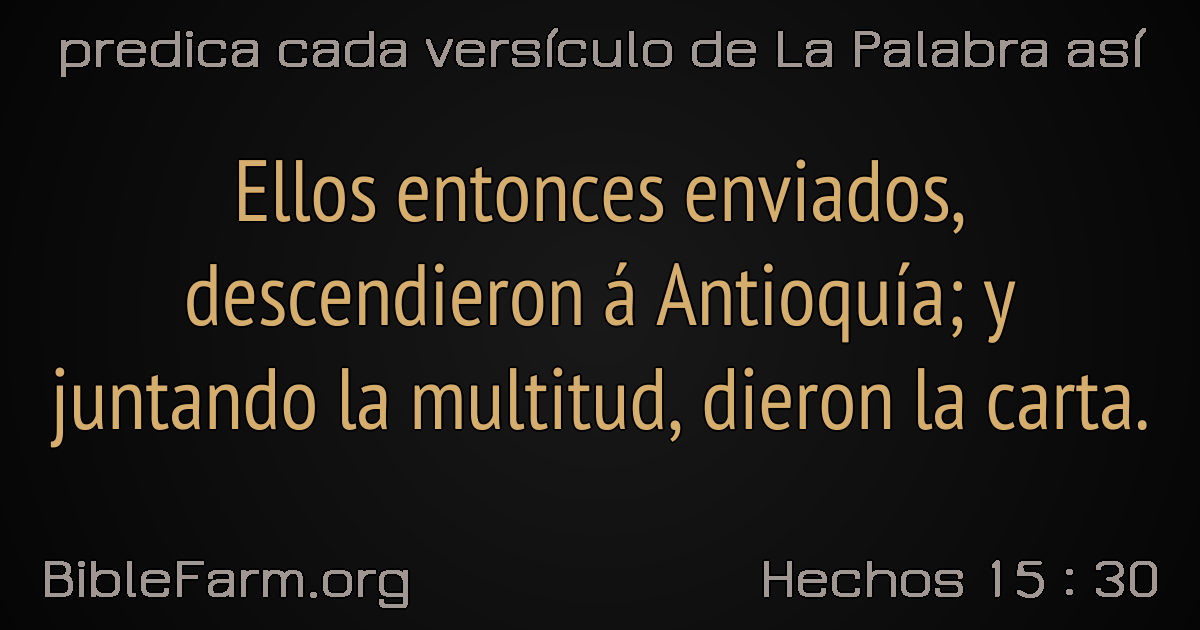 predica cada versículo de La Palabra así
Ellos entonces enviados,
descendieron á Antioquía; y
juntando la multitud, dieron la carta.
BibleFarm.org
Hechos 15 : 30